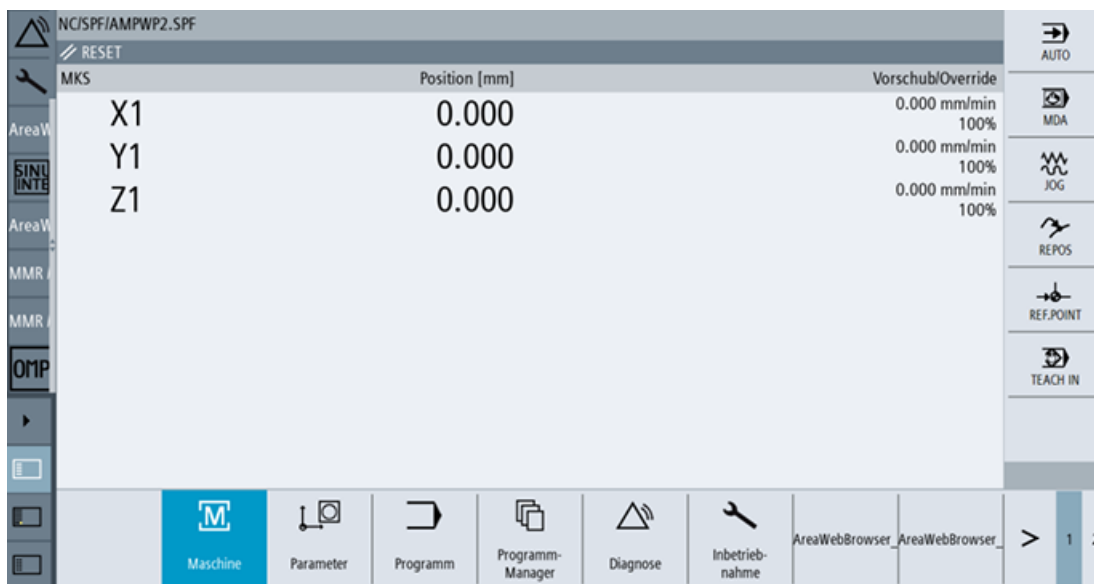 NC/SPF/AMPWP2.SPF
RESET
MKS Position [mm] Vorschub/Override
X1 0.000 0.000 mm/min
100%
Y1 0.000 0.000 mm/min
100%
Z1 0.000 0.000 mm/min
100%
AreaW
SINU
INTE
AreaW
MMR
MMR
OMP
AUTO
MDA
JOG
REPOS
REF.POINT
TEACH IN
M
Maschine
Parameter
Programm
Programm-
Manager
Diagnose
Inbetrieb-
nahme
AreaWebBrowser_
AreaWebBrowser_
>
1